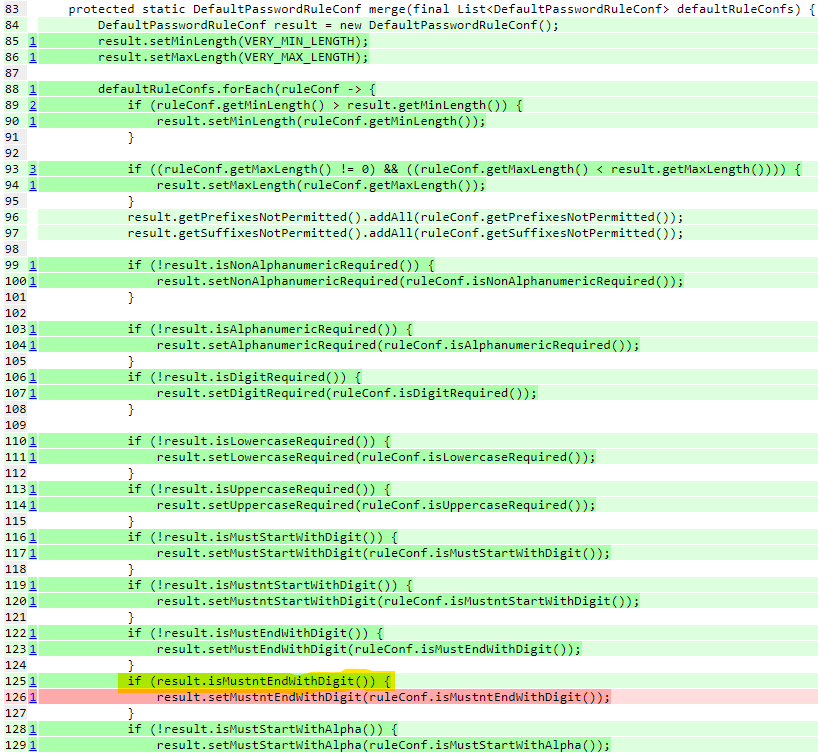 83 protected static DefaultPasswordRuleConf merge(final List<DefaultPasswordRuleConf> defaultRuleConfs) {
84 DefaultPasswordRuleConf result = new DefaultPasswordRuleConf();
85 1 result.setMinLength(VERY_MIN_LENGTH);
86 1 result.setMaxLength(VERY_MAX_LENGTH);
87
88 1 defaultRuleConfs.forEach(ruleConf -> {
89 2 if (ruleConf.getMinLength() > result.getMinLength()) {
90 1 result.setMinLength(ruleConf.getMinLength());
91 }
92
93 3 if ((ruleConf.getMaxLength() != 0) && ((ruleConf.getMaxLength() < result.getMaxLength()))) {
94 1 result.setMaxLength(ruleConf.getMaxLength());
95 }
96 result.getPrefixesNotPermitted().addAll(ruleConf.getPrefixesNotPermitted());
97 result.getSuffixesNotPermitted().addAll(ruleConf.getSuffixesNotPermitted());
98
99 1 if (!result.isNonAlphanumericRequired()) {
100 1 result.setNonAlphanumericRequired(ruleConf.isNonAlphanumericRequired());
101 }
102
103 1 if (!result.isAlphanumericRequired()) {
104 1 result.setAlphanumericRequired(ruleConf.isAlphanumericRequired());
105 }
106 1 if (!result.isDigitRequired()) {
107 1 result.setDigitRequired(ruleConf.isDigitRequired());
108 }
109
110 1 if (!result.isLowercaseRequired()) {
111 1 result.setLowercaseRequired(ruleConf.isLowercaseRequired());
112 }
113 1 if (!result.isUppercaseRequired()) {
114 1 result.setUppercaseRequired(ruleConf.isUppercaseRequired());
115 }
116 1 if (!result.isMustStartWithDigit()) {
117 1 result.setMustStartWithDigit(ruleConf.isMustStartWithDigit());
118 }
119 1 if (!result.isMustntStartWithDigit()) {
120 1 result.setMustntStartWithDigit(ruleConf.isMustntStartWithDigit());
121 }
122 1 if (!result.isMustEndWithDigit()) {
123 1 result.setMustEndWithDigit(ruleConf.isMustEndWithDigit());
124 }
125 1 if (result.isMustntEndWithDigit()) {
126 1 result.setMustntEndWithDigit(ruleConf.isMustntEndWithDigit());
127 }
128 1 if (!result.isMustStartWithAlpha()) {
129 1 result.setMustStartWithAlpha(ruleConf.isMustStartWithAlpha());